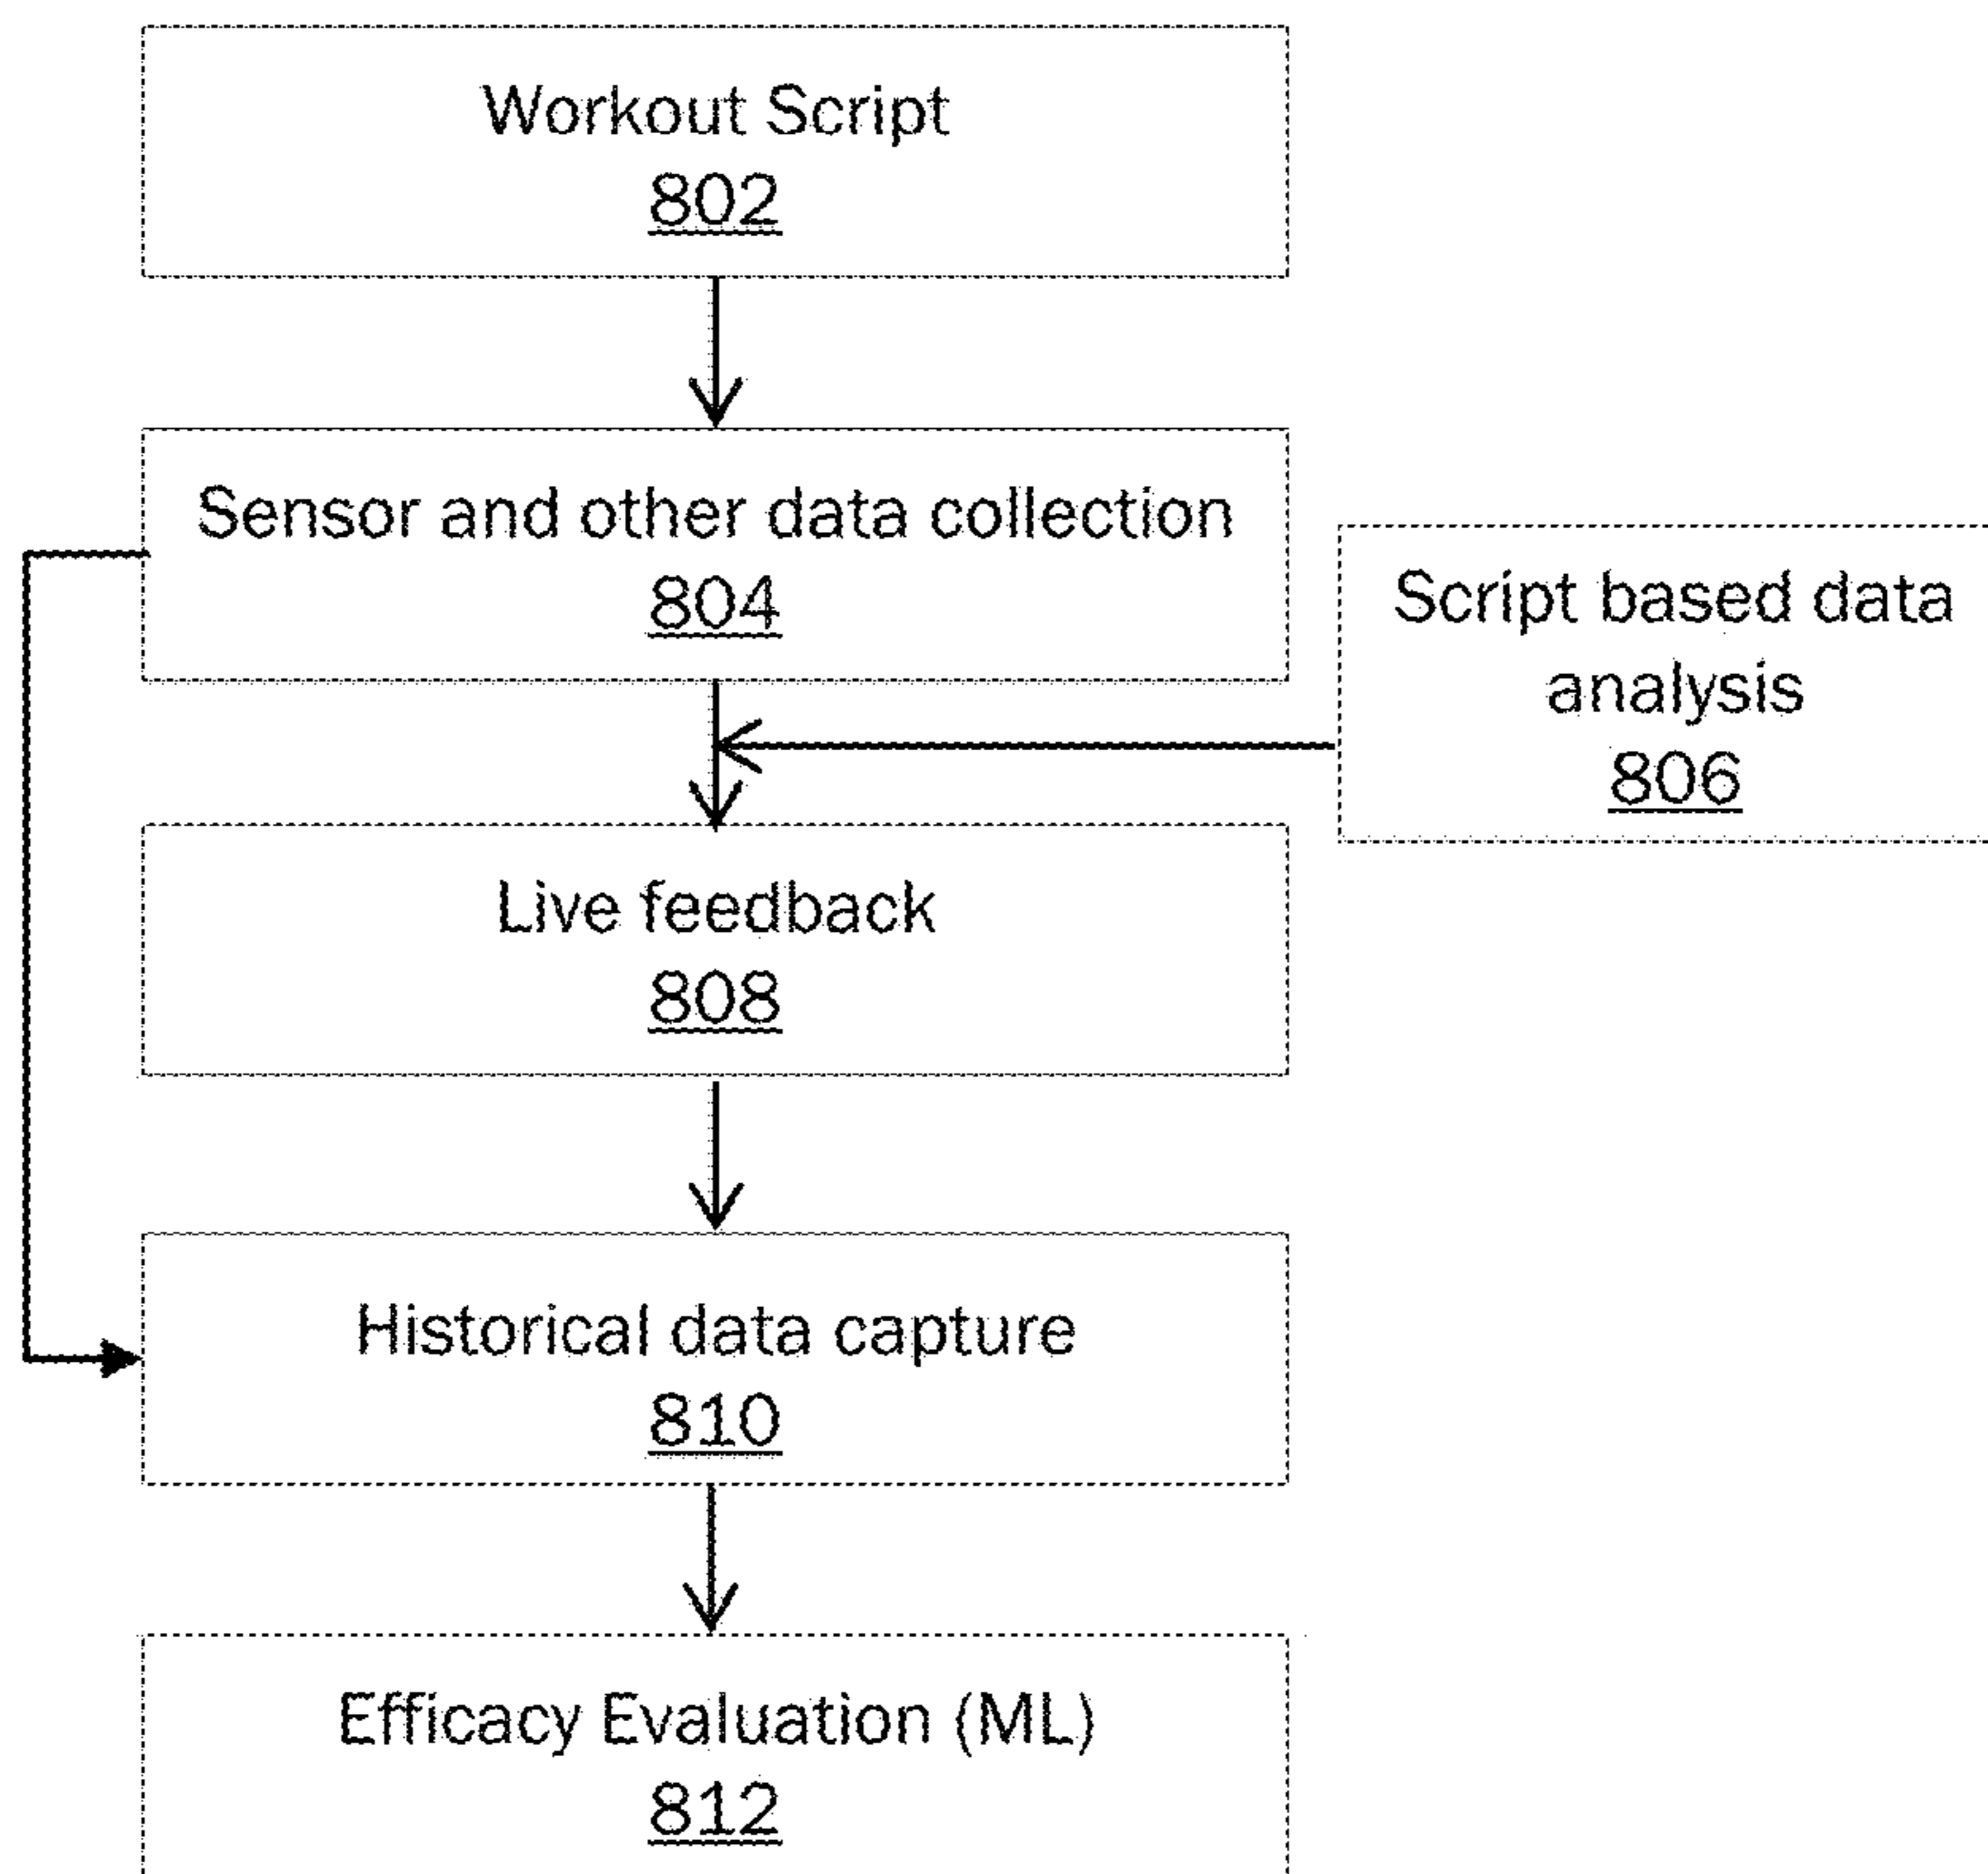 Workout Script
802
Sensor and other data collection
804
Script based data
analysis
806
Live feedback
808
Historical data capture
810
Efficacy Evaluation (ML)
812